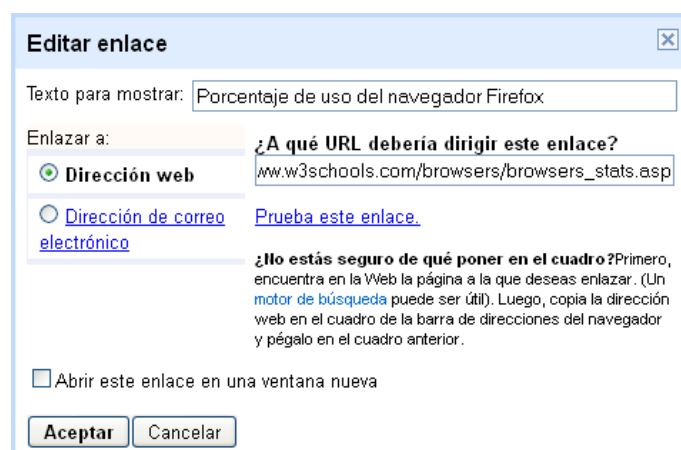 Editar enlace
Texto para mostrar: Porcentaje de uso del navegador Firefox
Enlazar a:
Dirección web
Dirección de correo
electrónico
¿A qué URL debería dirigir este enlace?
ww.w3schools.com/browsers/browsers_stats.asp
Prueba este enlace.
¿No estás seguro de qué poner en el cuadro?Primero,
encuentra en la Web la página a la que deseas enlazar. (Un
motor de búsqueda puede ser útil). Luego, copia la dirección
web en el cuadro de la barra de direcciones del navegador
y pégalo en el cuadro anterior.
Abrir este enlace en una ventana nueva
Aceptar Cancelar